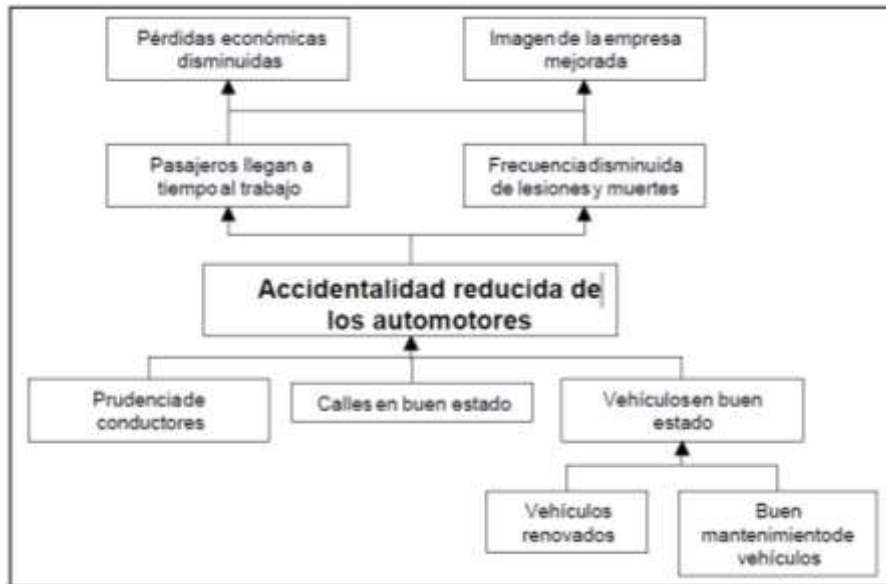 Pérdidas económicas
disminuidas
Imagen de la empresa
mejorada
Pasajeros llegan a
tiempo al trabajo
Frecuencia disminuida
de lesiones y muertes
Accidentalidad reducida de
los automotores
Prudencia de
conductores
Calles en buen estado
Vehículos en buen
estado
Vehículos
renovados
Buen
mantenimiento de
vehículos